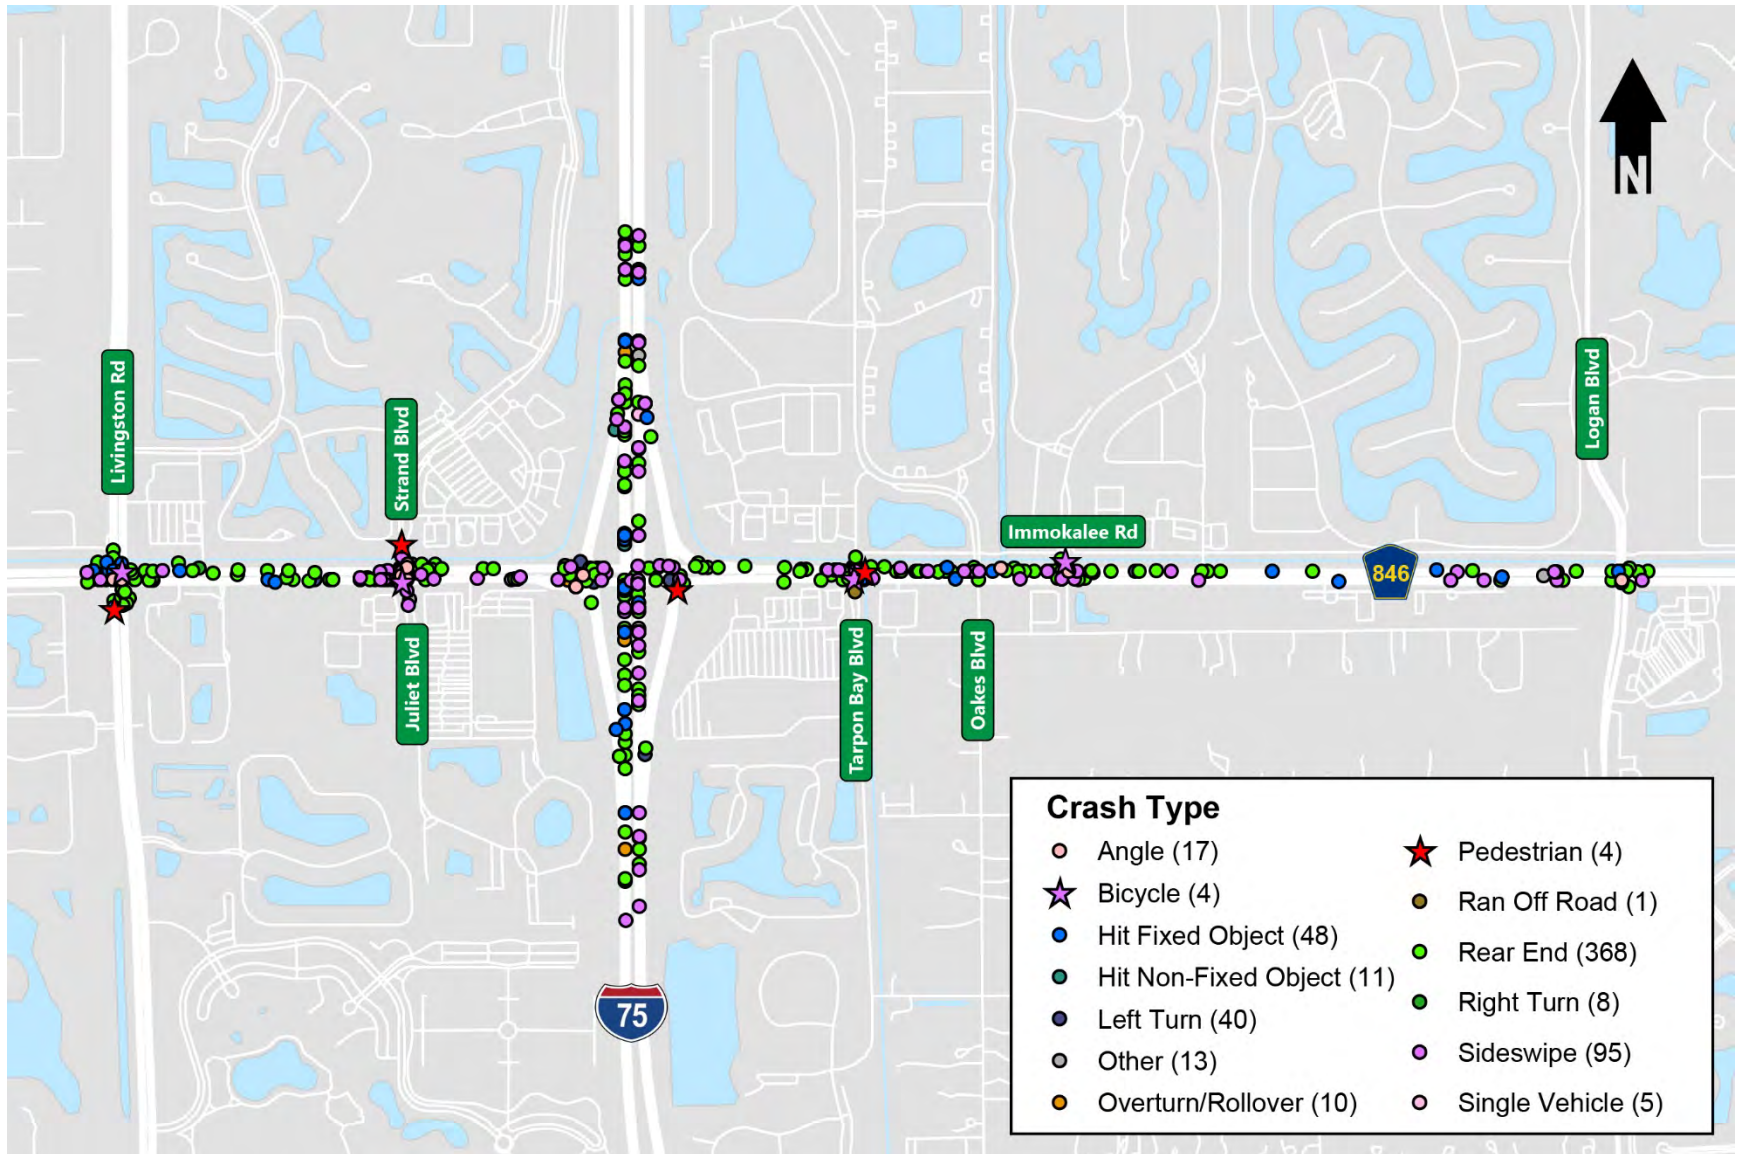 N
Livingston Rd
Strand Blvd
Logan Blvd
Immokalee Rd
846
Juliet Blvd
Tarpon Bay Blvd
Oakes Blvd
75
Crash Type
Angle (17)
Bicycle (4)
Hit Fixed Object (48)
Hit Non-Fixed Object (11)
Left Turn (40)
Other (13)
Overturn/Rollover (10)
Pedestrian (4)
Ran Off Road (1)
Rear End (368)
Right Turn (8)
Sideswipe (95)
Single Vehicle (5)